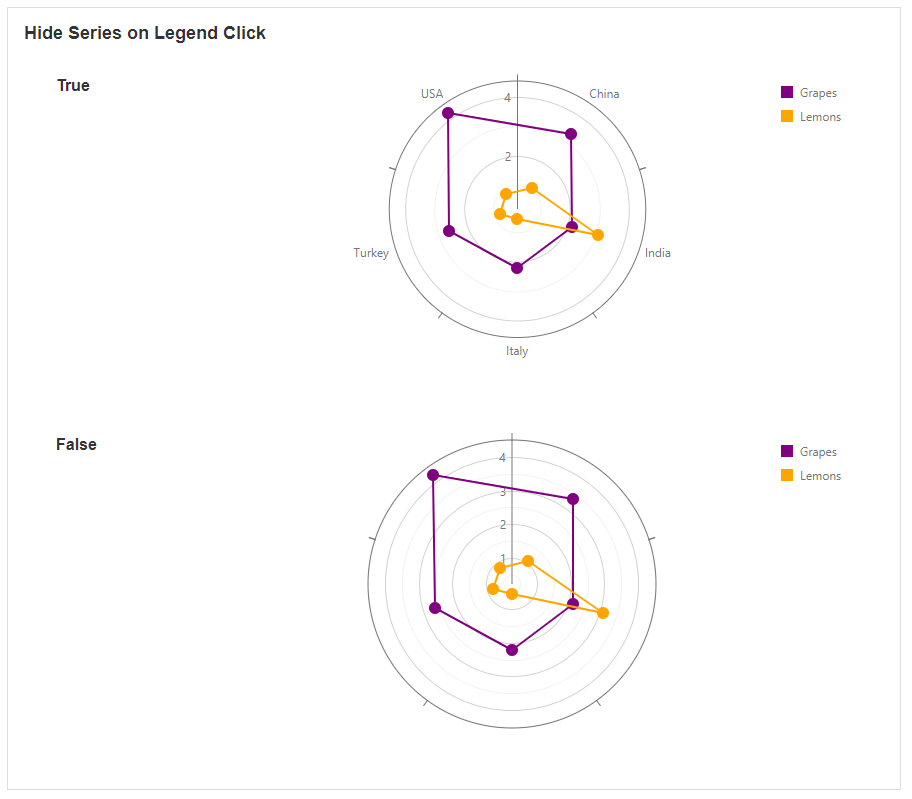 Hide Series on Legend Click
True
USA
China
4
2
Turkey
India
Italy
Grapes
Lemons
False
4
3
2
1
Grapes
Lemons